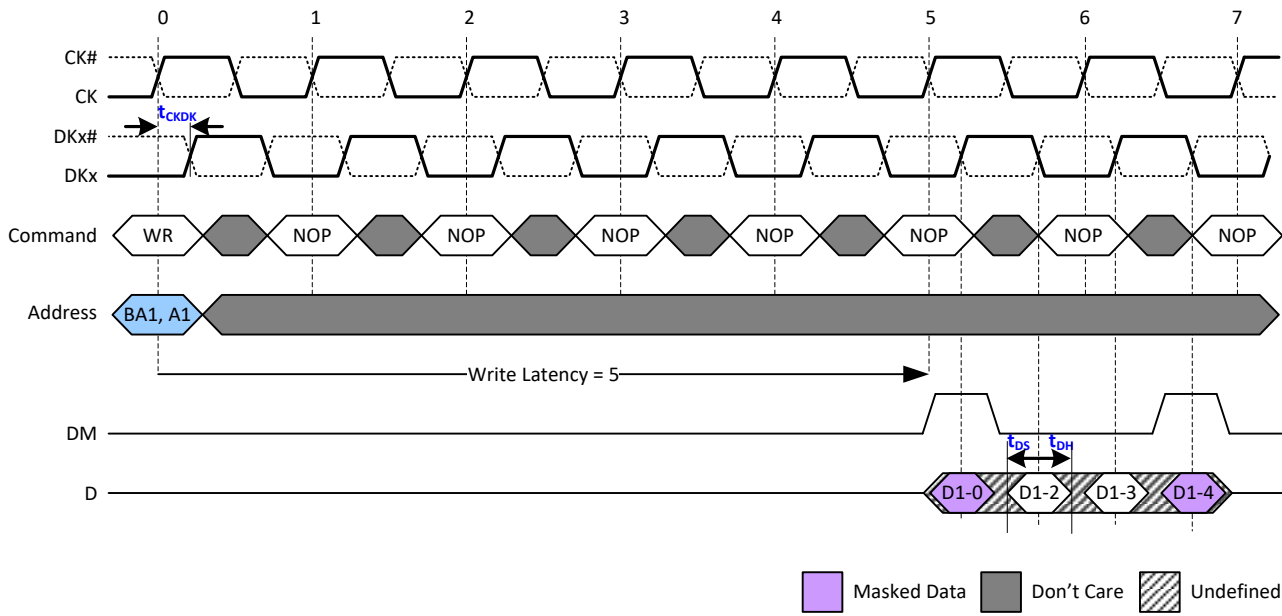 0 1 2 3 4 5 6 7
CK#
CK
tCKDK
DKx#
DKx
Command WR NOP NOP NOP NOP NOP NOP NOP
Address BA1, A1
Write Latency = 5
DM
tDS tDH
D D1-0 D1-2 D1-3 D1-4
Masked Data Don't Care Undefined